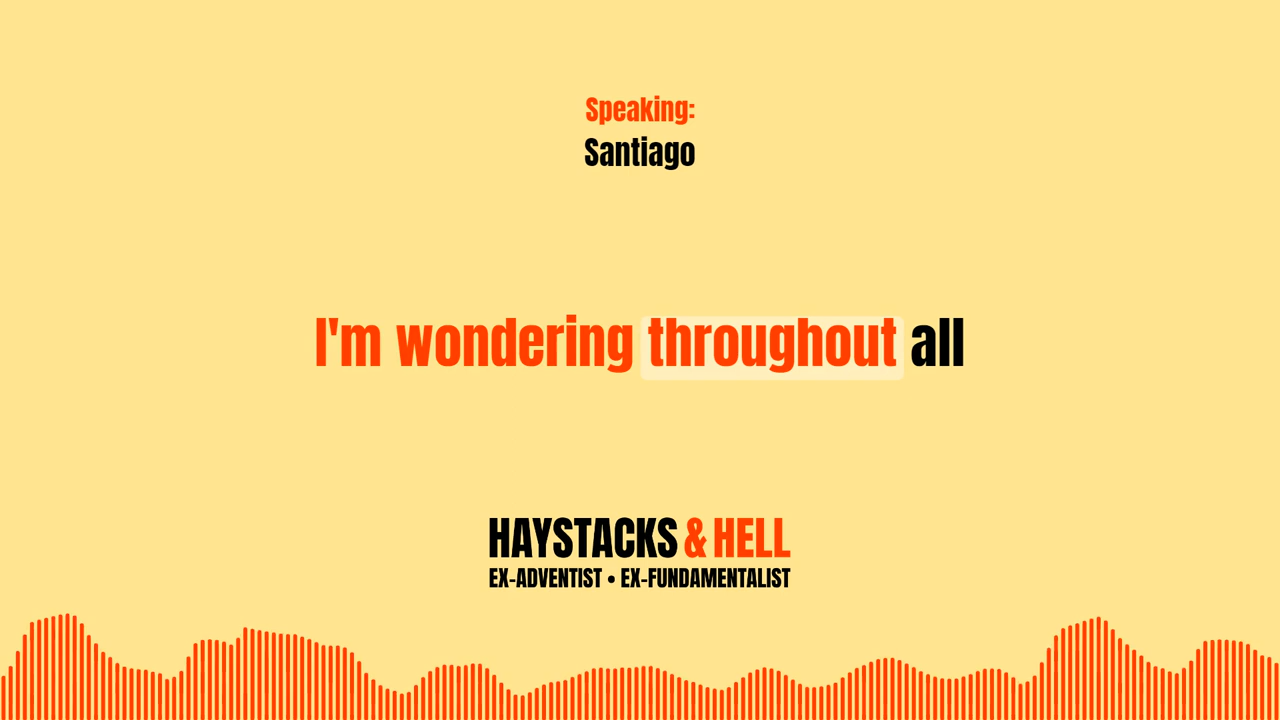 Speaking:
Santiago
I'm wondering throughout all
HAYSTACKS & HELL
EX-ADVENTIST • EX-FUNDAMENTALIST